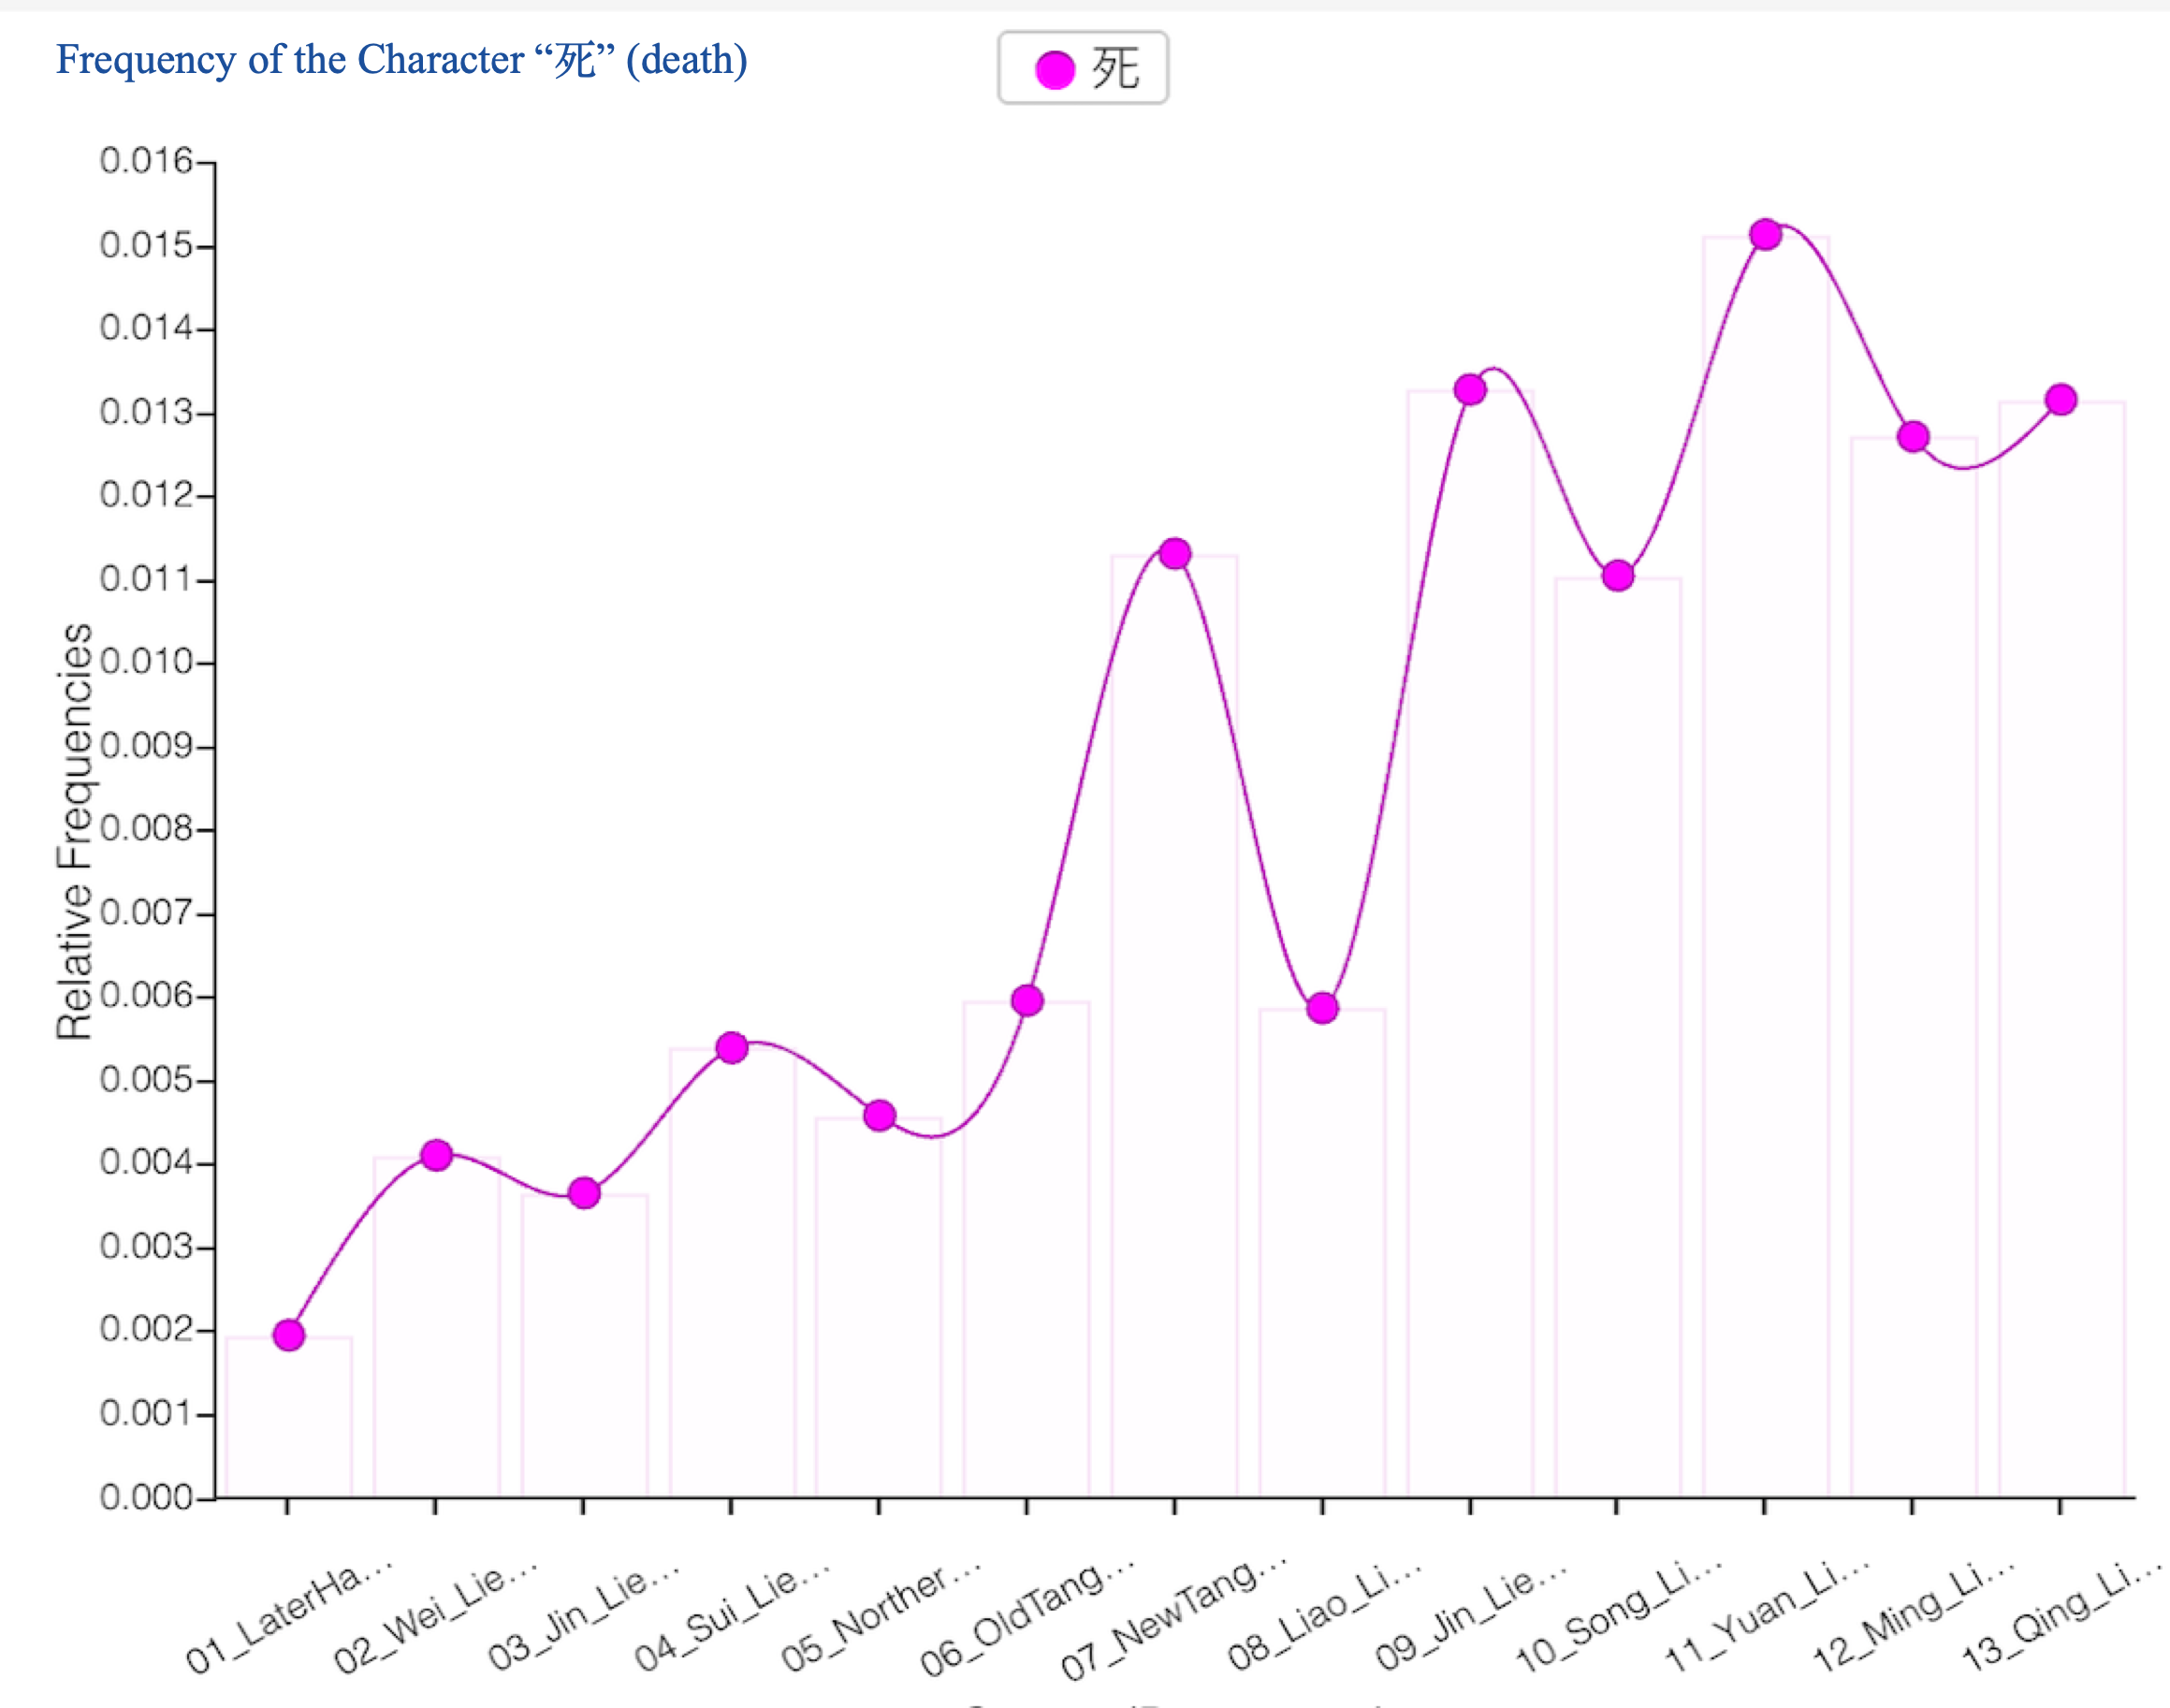 Frequency of the Character “死” (death)
死
0.016
0.015
0.014
0.013
0.012
0.011
0.010
0.009
0.008
0.007
0.006
0.005
0.004
0.003
0.002
0.001
0.000
Relative Frequencies
01_LaterHa...
02_Wei_Lie...
03_Jin_Lie...
04_Sui_Lie...
05_Norther...
06_OldTang...
07_NewTang...
08_Liao_Li...
09_Jin_Lie...
10_Song_Li...
11_Yuan_Li...
12_Ming_Li...
13_Qing_Li...